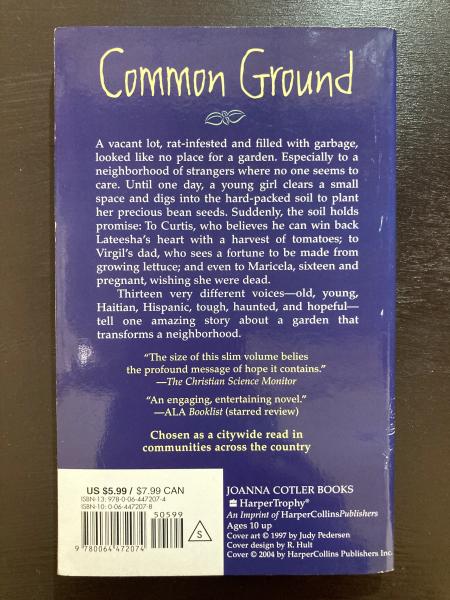 Common Ground
A vacant lot, rat-infested and filled with garbage,
looked like no place for a garden. Especially to a
neighborhood of strangers where no one seems to
care. Until one day, a young girl clears a small
space and digs into the hard-packed soil to plant
her precious bean seeds. Suddenly, the soil holds
promise: To Curtis, who believes he can win back
Lateesha's heart with a harvest of tomatoes; to
Virgil's dad, who sees a fortune to be made from
growing lettuce; and even to Maricela, sixteen and
pregnant, wishing she were dead.
Thirteen very different voices—old, young,
Haitian, Hispanic, tough, haunted, and hopeful—
tell one amazing story about a garden that
transforms a neighborhood.
“The size of this slim volume belies
the profound message of hope it contains.”
—The Christian Science Monitor
“An engaging, entertaining novel.”
—ALA Booklist (starred review)
Chosen as a citywide read in
communities across the country
US $5.99 / $7.99 CAN
ISBN-13: 978-0-06-447207-4
ISBN-10: 0-06-447207-8
50599
S
9 780064 472074
JOANNA COTLER BOOKS
HarperTrophy®
An Imprint of HarperCollinsPublishers
Ages 10 up
Cover art © 1997 by Judy Pedersen
Cover design by R. Hult
Cover © 2004 by HarperCollins Publishers Inc.